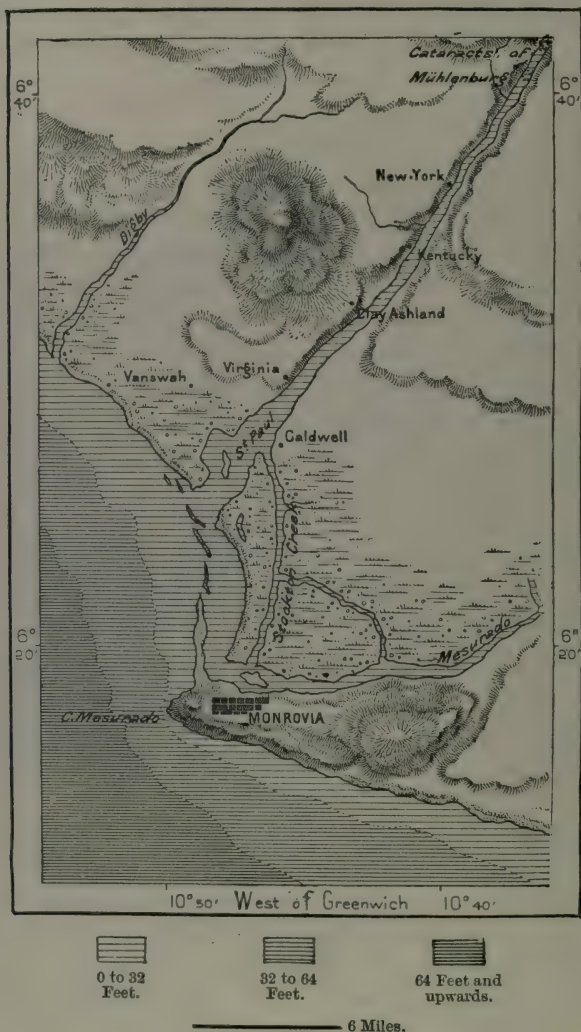 Cataracts of
Mühlenburg
6°
40'
6°
40'
New-York
Digby
Kentucky
Clay Ashland
Virginia
Vanswah
St Paul
Caldwell
Stockton Creek
Mesurado
6°
20'
6°
20'
C. Mesurado
MONROVIA
10°50' West of Greenwich 10°40'
0 to 32
Feet.
32 to 64
Feet.
64 Feet and
upwards.
6 Miles.